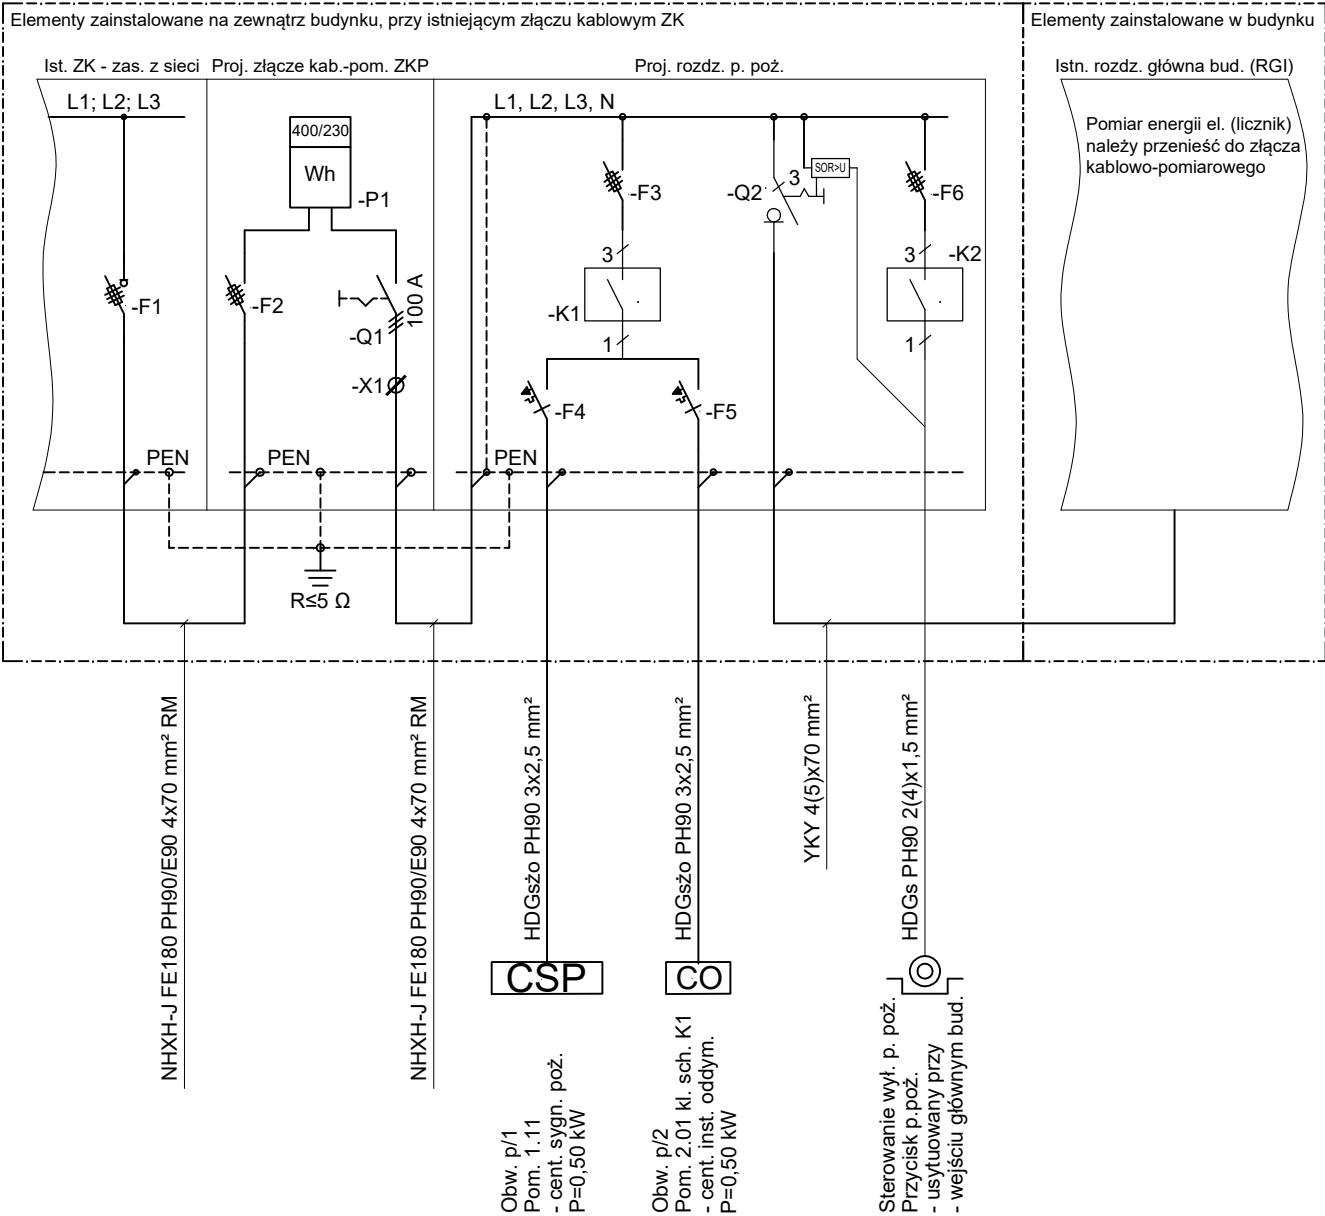 Elementy zainstalowane na zewnątrz budynku, przy istniejącym złączu kablowym ZK
Elementy zainstalowane w budynku
Ist. ZK - zas. z sieci
Proj. złącze kab.-pom. ZKP
Proj. rozdz. p. poż.
Istn. rozdz. główna bud. (RGI)
L1; L2; L3
400/230
Wh
-P1
L1, L2, L3, N
Pomiar energii el. (licznik)
należy przenieść do złącza
kablowo-pomiarowego
-F1
-F2
-Q1
100 A
-X1
-F3
3
-K1
1
-F4
-F5
-Q2
3
SOR>U
-F6
3
-K2
1
PEN
PEN
PEN
R≤5 Ω
NHXH-J FE180 PH90/E90 4x70 mm² RM
NHXH-J FE180 PH90/E90 4x70 mm² RM
HDGsżo PH90 3x2,5 mm²
HDGsżo PH90 3x2,5 mm²
YKY 4(5)x70 mm²
HDGs PH90 2(4)x1,5 mm²
CSP
CO
Obw. p/1
Pom. 1.11
- cent. sygn. poż.
P=0,50 kW
Obw. p/2
Pom. 2.01 kl. sch. K1
- cent. inst. oddym.
P=0,50 kW
Sterowanie wył. p. poż.
Przycisk p.poż.
- usytuowany przy
- wejściu głównym bud.